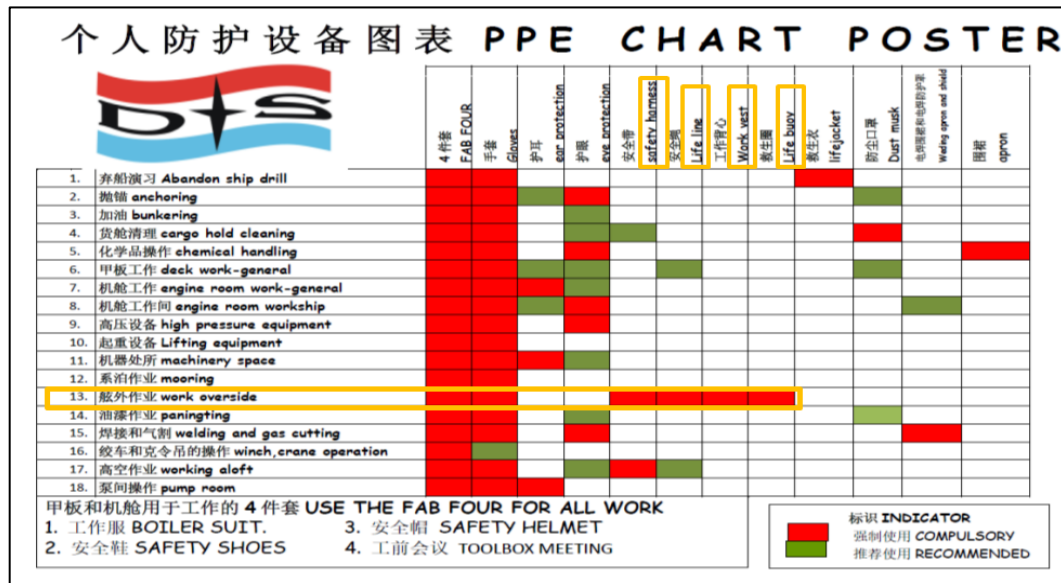 个人防护设备图表 PPE CHART POSTER
DIS
4件套 FAB FOUR
手套 Gloves
护耳 ear protection
护眼 eye protection
安全带 safety harness
安全绳 Life line
工作背心 Work vest
救生圈 Life buoy
救生衣 lifejacket
防尘口罩 Dust musk
电焊围裙和电焊防护罩 Weding apron and shield
围裙 apron
1. 弃船演习 Abandon ship drill
2. 抛锚 anchoring
3. 加油 bunkering
4. 货舱清理 cargo hold cleaning
5. 化学品操作 chemical handling
6. 甲板工作 deck work-general
7. 机舱工作 engine room work-general
8. 机舱工作间 engine room workship
9. 高压设备 high pressure equipment
10. 起重设备 Lifting equipment
11. 机器处所 machinery space
12. 系泊作业 mooring
13. 舷外作业 work overside
14. 油漆作业 paningting
15. 焊接和气割 welding and gas cutting
16. 绞车和克令吊的操作 winch,crane operation
17. 高空作业 working aloft
18. 泵间操作 pump room
甲板和机舱用于工作的 4 件套 USE THE FAB FOUR FOR ALL WORK
1. 工作服 BOILER SUIT. 3. 安全帽 SAFETY HELMET
2. 安全鞋 SAFETY SHOES 4. 工前会议 TOOLBOX MEETING
标识 INDICATOR
强制使用 COMPULSORY
推荐使用 RECOMMENDED